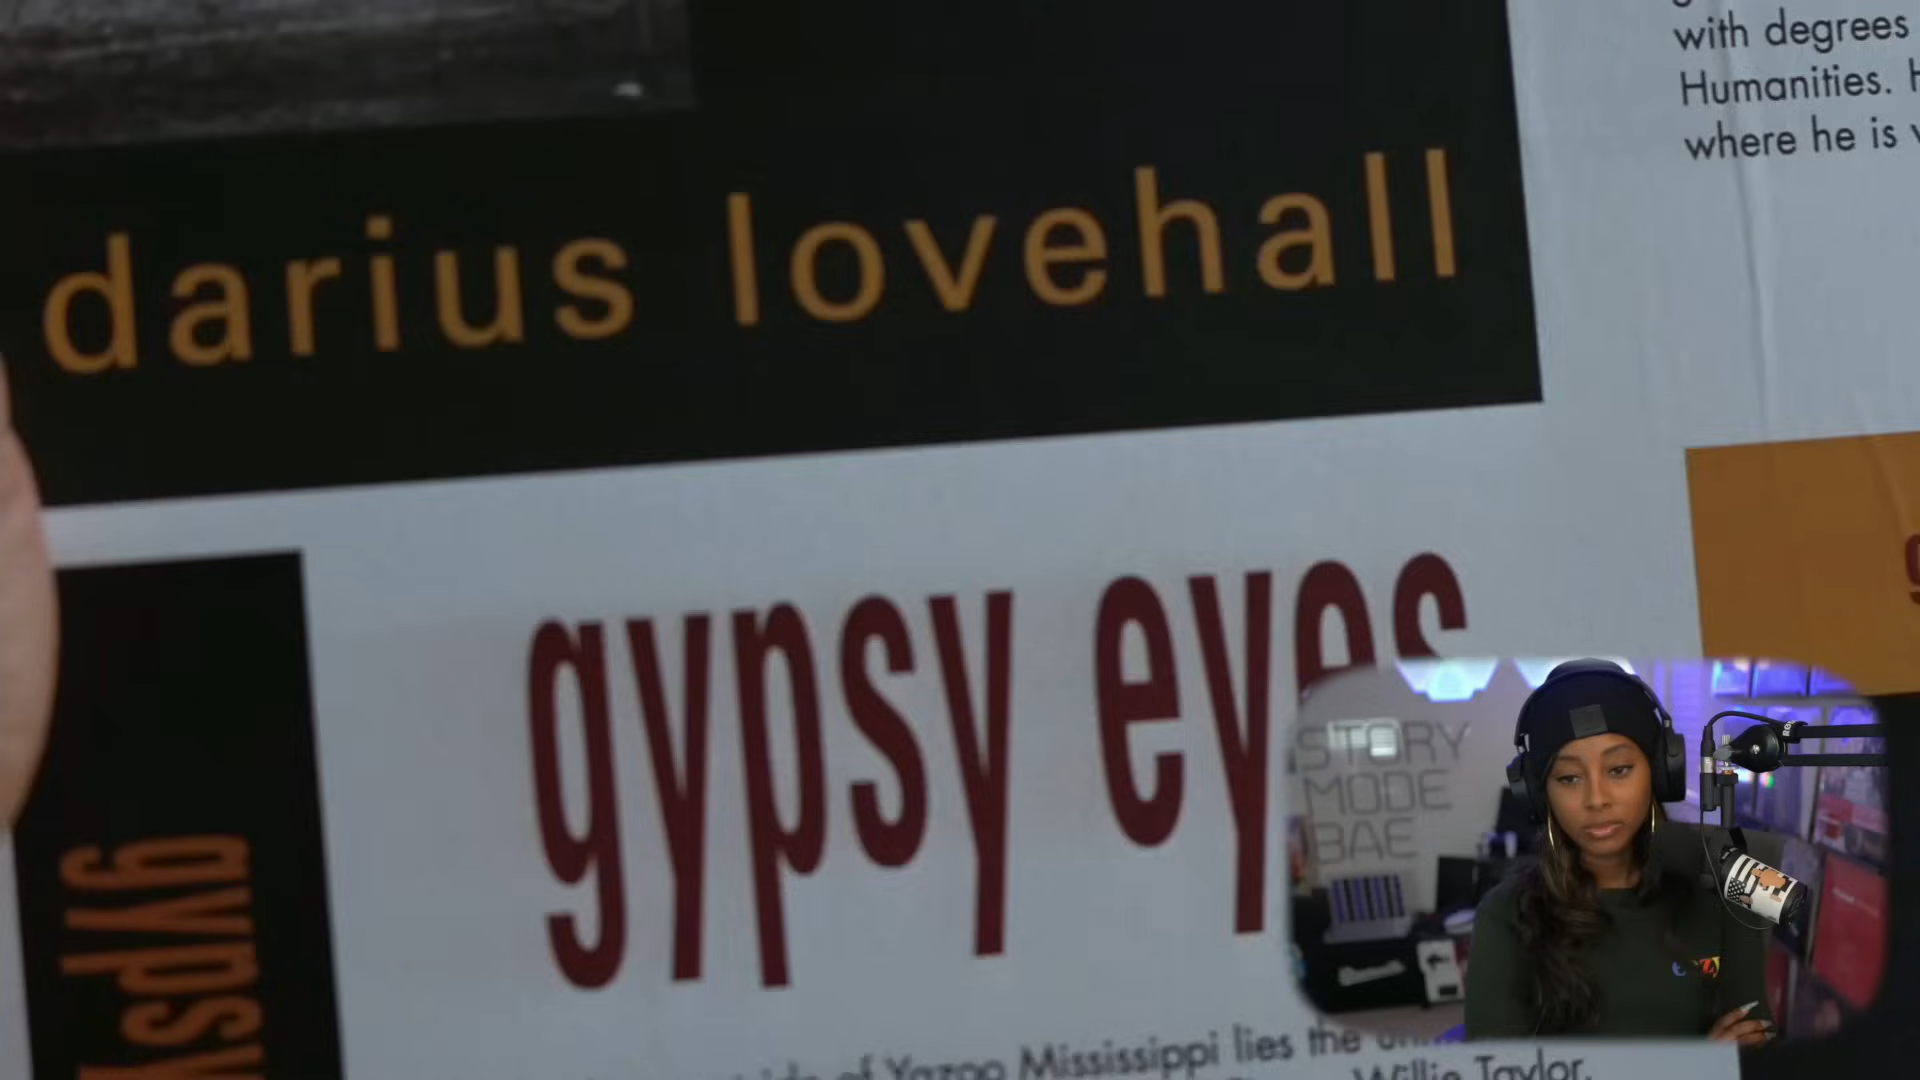 with degrees
Humanities.
where he is
darius lovehall
gypsy eyes
gypsy
of Yazoo Mississippi lies the
Willie Taylor,
STORY
MODE
BAE